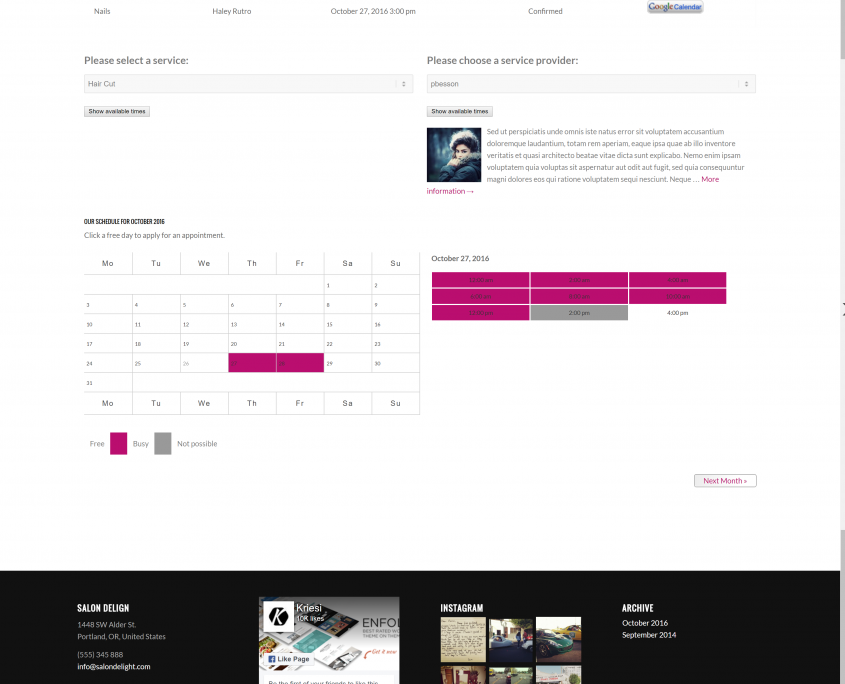 Nails Haley Rutro October 27, 2016 3:00 pm Confirmed Google Calendar
Please select a service: Please choose a service provider:
Hair Cut pbesson
Show available times Show available times
Sed ut perspiciatis unde omnis iste natus error sit voluptatem accusantium
doloremque laudantium, totam rem aperiam, eaque ipsa quae ab illo inventore
veritatis et quasi architecto beatae vitae dicta sunt explicabo. Nemo enim ipsam
voluptatem quia voluptas sit aspernatur aut odit aut fugit, sed quia consequuntur
magni dolores eos qui ratione voluptatem sequi nesciunt. Neque … More
information →
OUR SCHEDULE FOR OCTOBER 2016
Click a free day to apply for an appointment.
Mo Tu We Th Fr Sa Su
1 2
3 4 5 6 7 8 9
10 11 12 13 14 15 16
17 18 19 20 21 22 23
24 25 26 29 30
31
Mo Tu We Th Fr Sa Su
October 27, 2016
2:00 pm 4:00 pm
Free Busy Not possible
Next Month »
SALON DELIGN
1448 SW Alder St.
Portland, OR, United States
(555) 345 888
info@salondelight.com
Kriesi
10K likes
ENFOL
BEST RATED
THEME ON THEM
Get it now
Like Page
Be the first of your friends to like this
INSTAGRAM
ARCHIVE
October 2016
September 2014